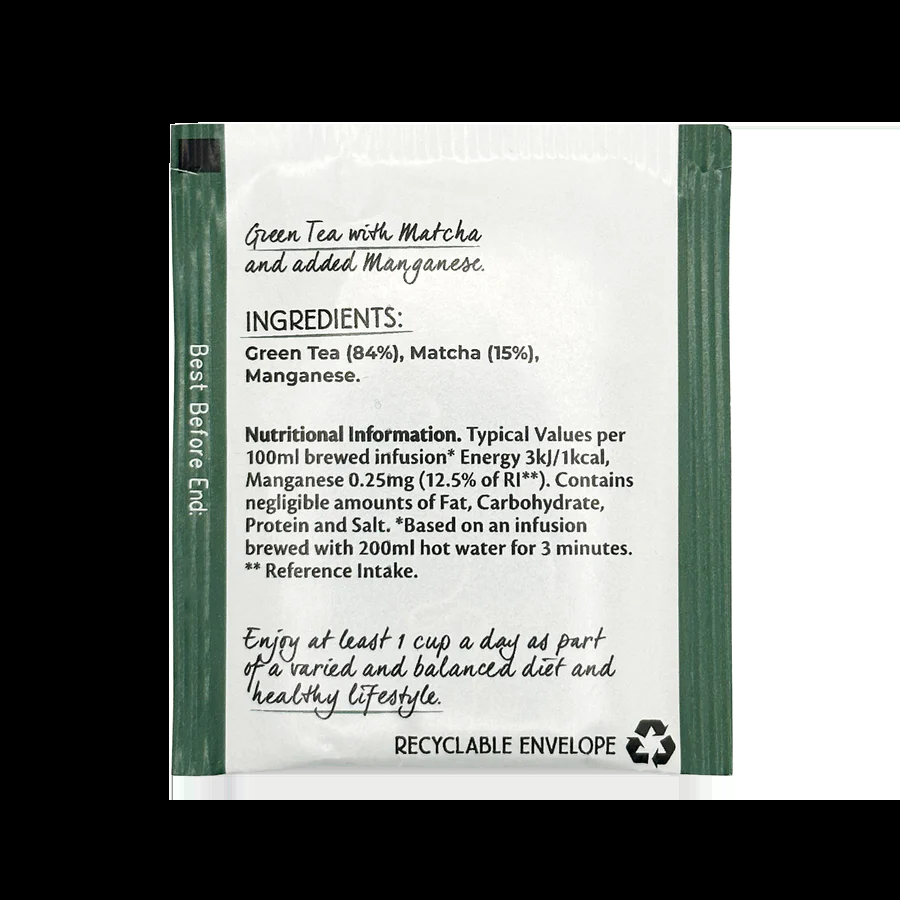 Green Tea with Matcha
and added Manganese.
INGREDIENTS:
Green Tea (84%), Matcha (15%),
Manganese.
Nutritional Information. Typical Values per
100ml brewed infusion* Energy 3kJ/1kcal,
Manganese 0.25mg (12.5% of RI**). Contains
negligible amounts of Fat, Carbohydrate,
Protein and Salt. *Based on an infusion
brewed with 200ml hot water for 3 minutes.
** Reference Intake.
Enjoy at least 1 cup a day as part
of a varied and balanced diet and
healthy lifestyle.
RECYCLABLE ENVELOPE
Best Before End: